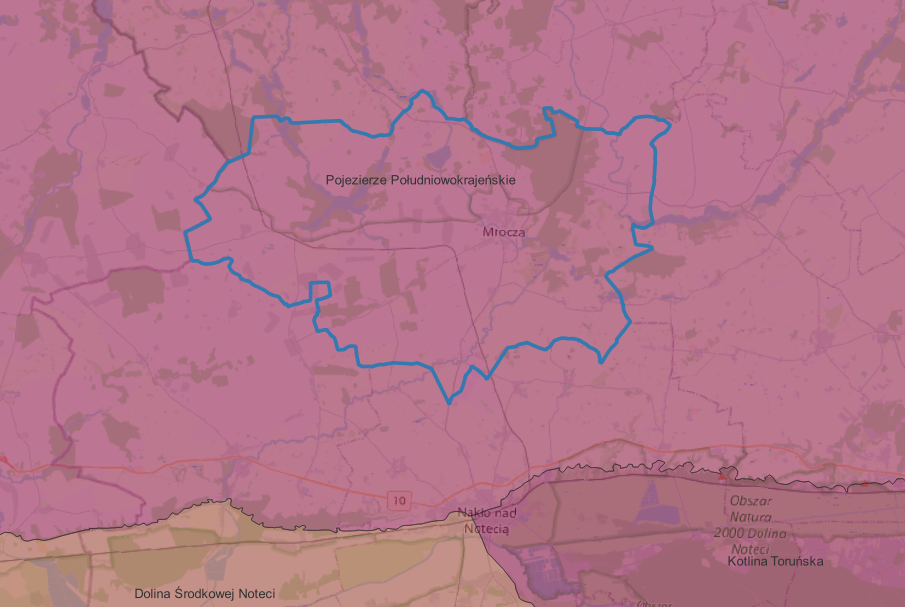 Pojezierze Południowokrajeńskie
Mrocza
10
Nakło nad
Notecią
Obszar
Natura
2000 Dolina
Noteci
Kotlina Toruńska
Dolina Środkowej Noteci